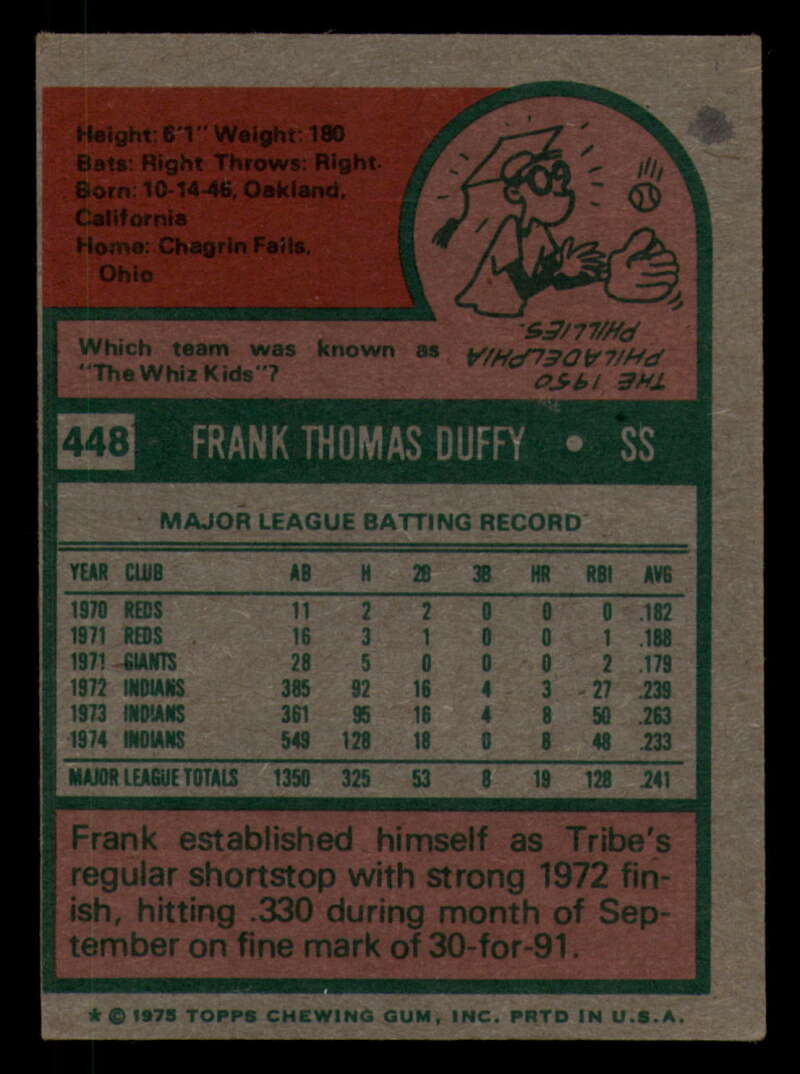 Height: 6'1" Weight: 180
Bats: Right Throws: Right
Born: 10-14-46, Oakland,
California
Home: Chagrin Falls,
Ohio
Which team was known as
"The Whiz Kids"?
THE 1950
PHILADELPHIA
PHILLIES.
448 FRANK THOMAS DUFFY • SS
MAJOR LEAGUE BATTING RECORD
YEAR CLUB AB H 2B 3B HR RBI AVG
1970 REDS 11 2 2 0 0 0 .182
1971 REDS 16 3 1 0 0 1 .188
1971 GIANTS 28 5 0 0 0 2 .179
1972 INDIANS 385 92 16 4 3 27 .239
1973 INDIANS 361 95 16 4 8 50 .263
1974 INDIANS 549 128 18 0 8 48 .233
MAJOR LEAGUE TOTALS 1350 325 53 8 19 128 .241
Frank established himself as Tribe's
regular shortstop with strong 1972 fin-
ish, hitting .330 during month of Sep-
tember on fine mark of 30-for-91.
* © 1975 TOPPS CHEWING GUM, INC. PRTD IN U.S.A.